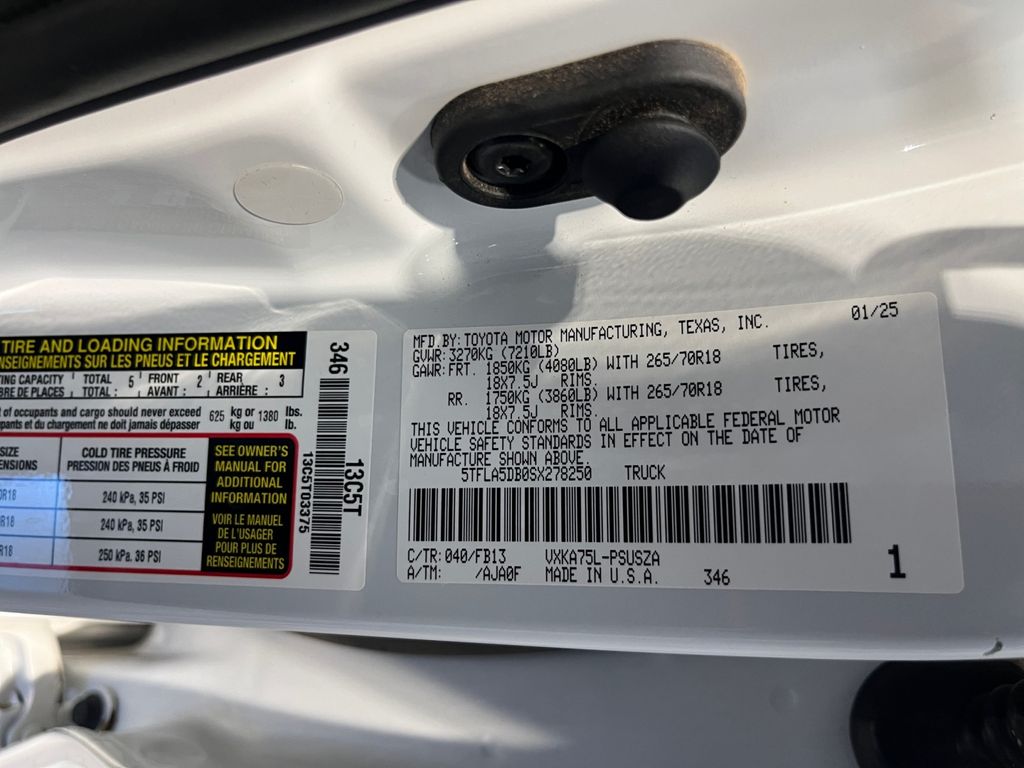 TIRE AND LOADING INFORMATION
NSEIGNEMENTS SUR LES PNEUS ET LE CHARGEMENT
TING CAPACITY TOTAL 5 FRONT 2 REAR 3
BRE DE PLACES TOTAL : AVANT : ARRIÈRE :
t of occupants and cargo should never exceed 625 kg or 1380 lbs.
pants et du chargement ne doit jamais dépasser kg ou lb.
SIZE
ENSIONS
COLD TIRE PRESSURE
PRESSION DES PNEUS À FROID
0R18 240 kPa, 35 PSI
R18 240 kPa, 35 PSI
R18 250 kPa, 36 PSI
SEE OWNER'S
MANUAL FOR
ADDITIONAL
INFORMATION
VOIR LE MANUEL
DE L'USAGER
POUR PLUS DE
RENSEIGNEMENTS
346
13C5T
13C5T03375
MFD.BY:TOYOTA MOTOR MANUFACTURING, TEXAS, INC. 01/25
GVWR:3270KG (7210LB)
GAWR:FRT. 1850KG (4080LB) WITH 265/70R18 TIRES,
18X7.5J RIMS.
RR. 1750KG (3860LB) WITH 265/70R18 TIRES,
18X7.5J RIMS.
THIS VEHICLE CONFORMS TO ALL APPLICABLE FEDERAL MOTOR
VEHICLE SAFETY STANDARDS IN EFFECT ON THE DATE OF
MANUFACTURE SHOWN ABOVE.
5TFLA5DB0SX278250 TRUCK
C/TR:040/FB13 VXKA75L-PSUSZA
A/TM: /AJA0F MADE IN U.S.A. 346 1